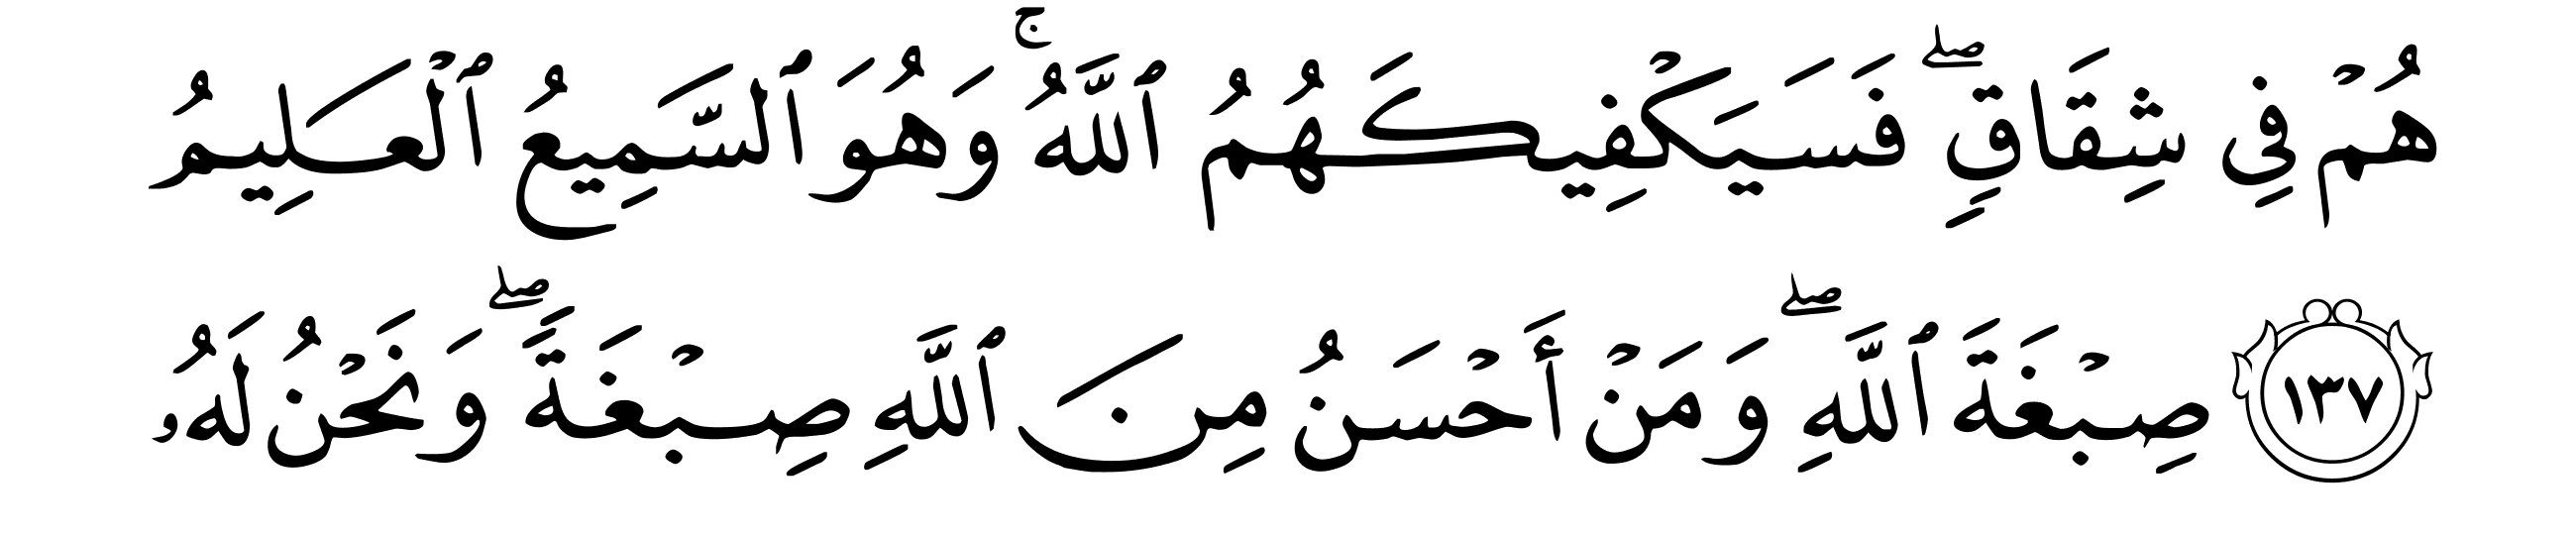 هُمْ فِي شِقَاقٍۖ فَسَيَكْفِيكَهُمُ ٱللَّهُۚ وَهُوَ ٱلسَّمِيعُ ٱلْعَلِيمُ
١٣٧ صِبْغَةَ ٱللَّهِۖ وَمَنْ أَحْسَنُ مِنَ ٱللَّهِ صِبْغَةًۖ وَنَحْنُ لَهُۥ